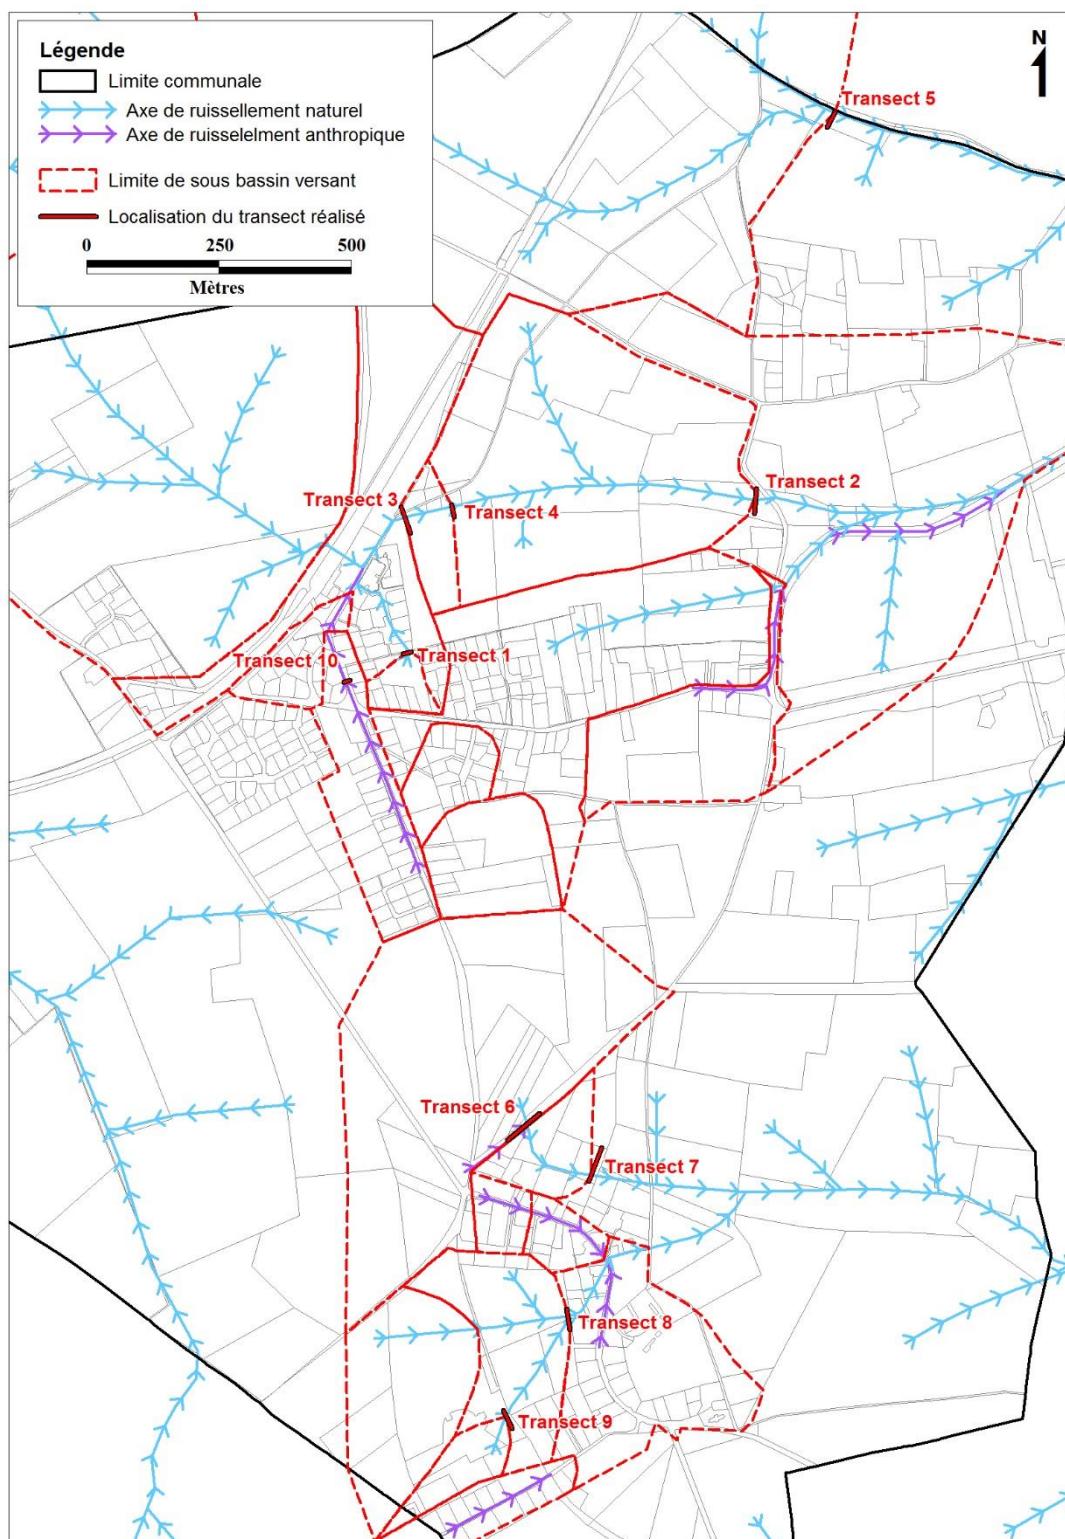 Légende
Limite communale
Axe de ruissellement naturel
Axe de ruisselelment anthropique
Limite de sous bassin versant
Localisation du transect réalisé
0 250 500
Mètres
N
Transect 5
Transect 3
Transect 4
Transect 2
Transect 10
Transect 1
Transect 6
Transect 7
Transect 8
Transect 9